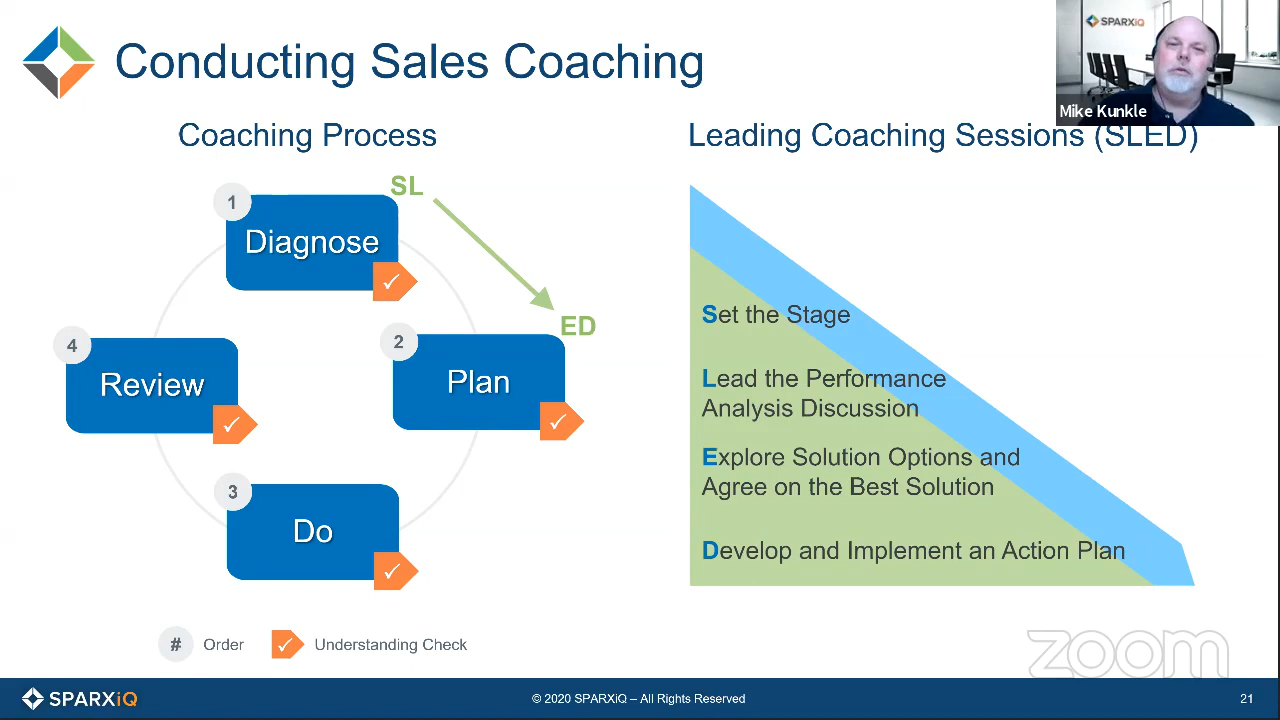 Conducting Sales Coaching
SPARXiQ
Mike Kunkle
Coaching Process
Leading Coaching Sessions (SLED)
SL
1
Diagnose
ED
2
Plan
4
Review
3
Do
Set the Stage
Lead the Performance
Analysis Discussion
Explore Solution Options and
Agree on the Best Solution
Develop and Implement an Action Plan
# Order
Understanding Check
zoom
SPARXiQ
© 2020 SPARXiQ – All Rights Reserved
21